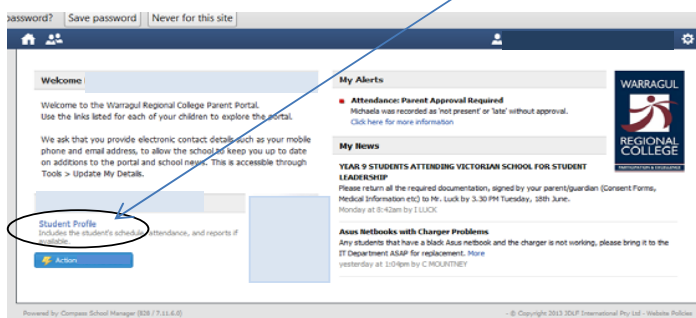 password?
Save password
Never for this site
Welcome
Welcome to the Warragul Regional College Parent Portal.
Use the links listed for each of your children to explore the portal.
We ask that you provide electronic contact details such as your mobile
phone and email address, to allow the school to keep you up to date
on additions to the portal and school news. This is accessible through
Tools > Update My Details.
Student Profile
Includes the student's schedule, attendance, and reports if
available.
Action
My Alerts
Attendance: Parent Approval Required
Michaela was recorded as 'not present' or 'late' without approval.
Click here for more information
My News
YEAR 9 STUDENTS ATTENDING VICTORIAN SCHOOL FOR STUDENT
LEADERSHIP
Please return all the required documentation, signed by your parent/guardian (Consent Forms,
Medical Information etc) to Mr. Luck by 3.30 PM Tuesday, 18th June.
Monday at 8:42am by I LUCK
Asus Netbooks with Charger Problems
Any students that have a black Asus netbook and the charger is not working, please bring it to the
IT Department ASAP for replacement. More
yesterday at 1:04pm by C MOUNTNEY
WARRAGUL
REGIONAL
COLLEGE
PARTICIPATION & EXCELLENCE
Powered by Compass School Manager (828 / 7.11.6.0)
- © Copyright 2013 JDLF International Pty Ltd - Website Policies